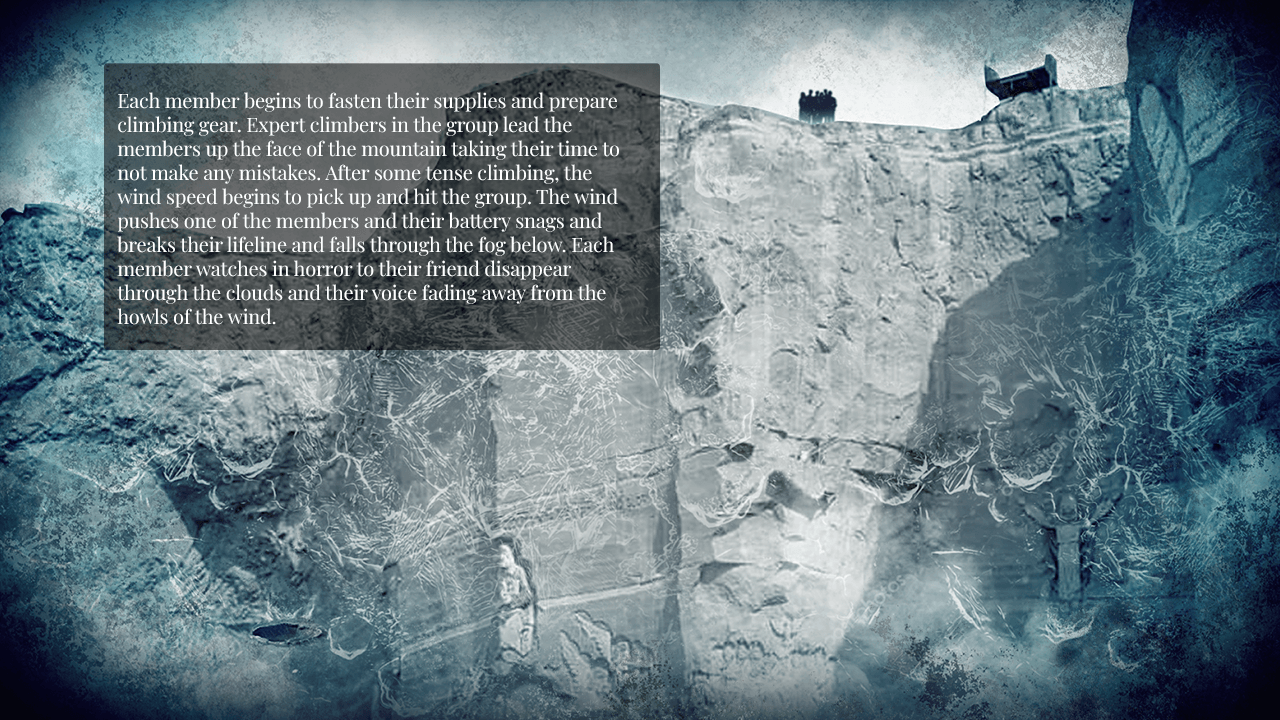 Each member begins to fasten their supplies and prepare
climbing gear. Expert climbers in the group lead the
members up the face of the mountain taking their time to
not make any mistakes. After some tense climbing, the
wind speed begins to pick up and hit the group. The wind
pushes one of the members and their battery snags and
breaks their lifeline and falls through the fog below. Each
member watches in horror to their friend disappear
through the clouds and their voice fading away from the
howls of the wind.